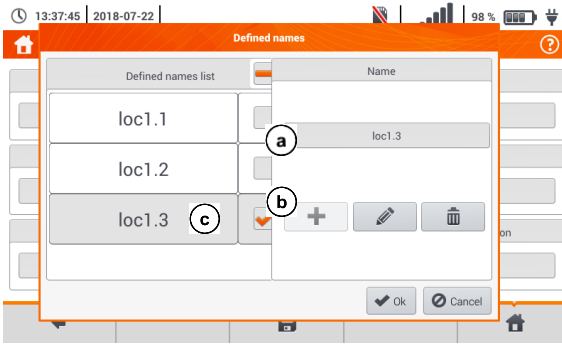 13:37:45 2018-07-22 98 %
Defined names
?
Defined names list
Name
loc1.1
a
loc1.3
loc1.2
b
loc1.3
c
on
Ok
Cancel